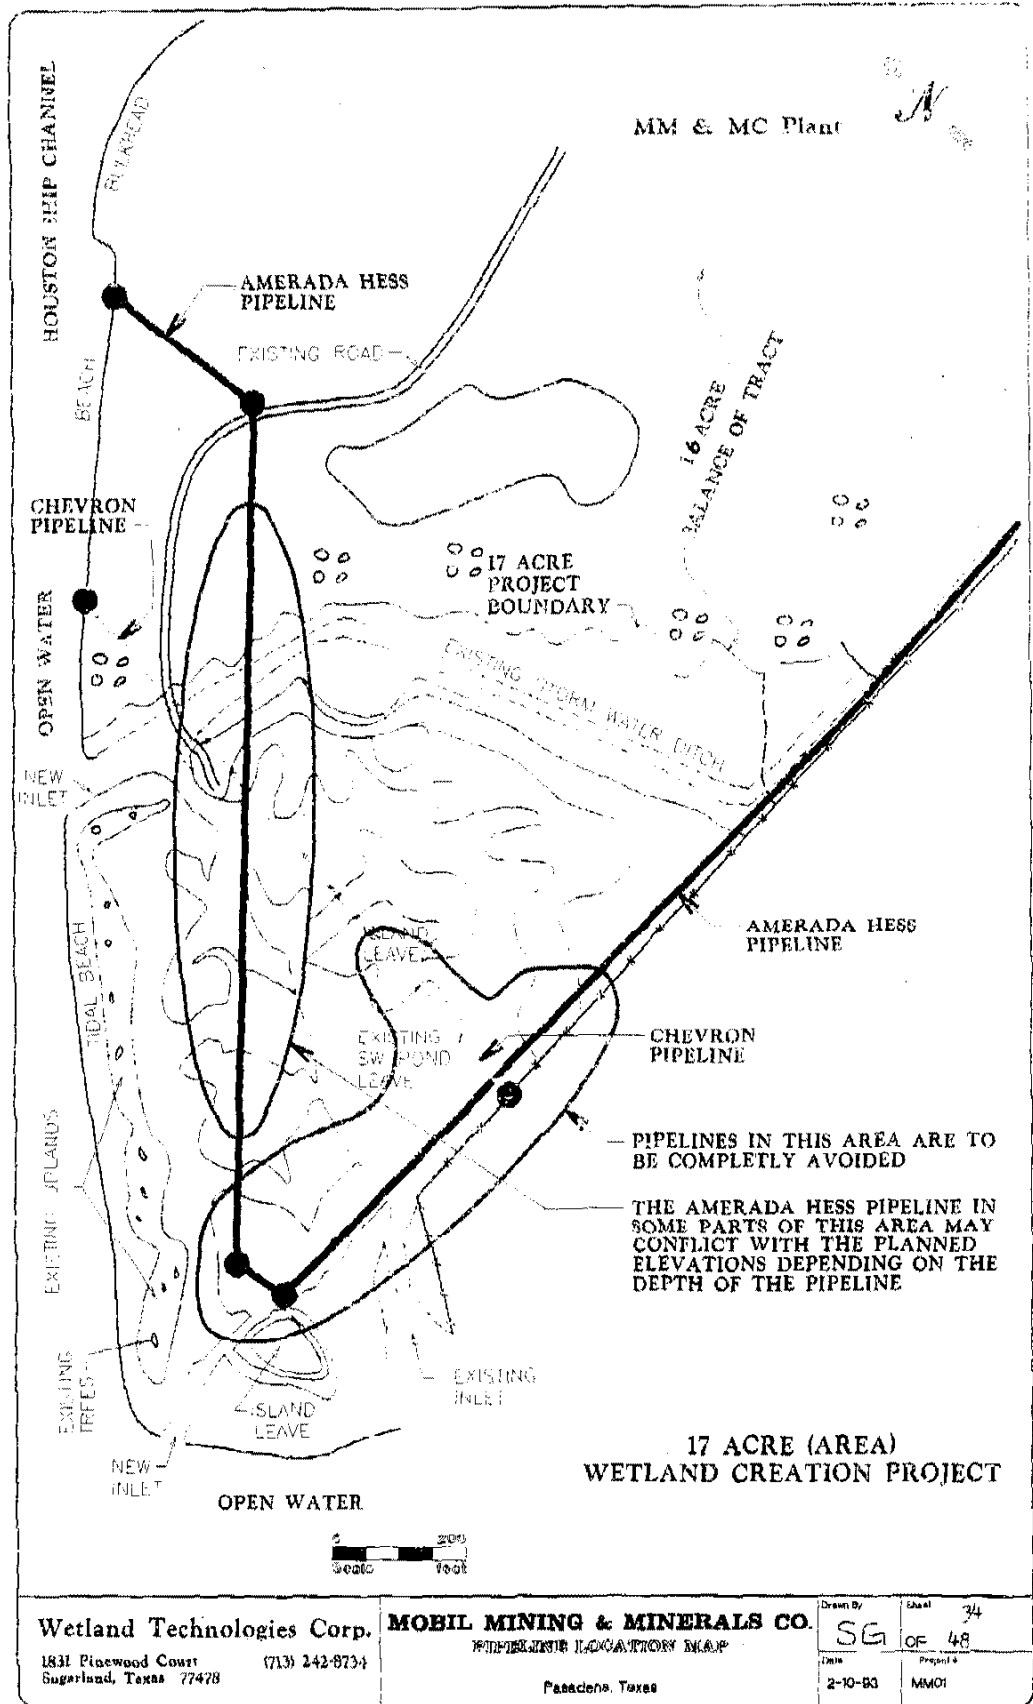 N
MM & MC Plant
HOUSTON SHIP CHANNEL
BULKHEAD
AMERADA HESS
PIPELINE
EXISTING ROAD
BEACH
16 ACRE
BALANCE OF TRACT
CHEVRON
PIPELINE
17 ACRE
PROJECT
BOUNDARY
OPEN WATER
EXISTING STORM WATER DITCH
NEW
INLET
TIDAL BEACH
ISLAND
LEAVE
AMERADA HESS
PIPELINE
EXISTING
SW POND
LEAVE
CHEVRON
PIPELINE
EXISTING UPLANDS
PIPELINES IN THIS AREA ARE TO
BE COMPLETLY AVOIDED
THE AMERADA HESS PIPELINE IN
SOME PARTS OF THIS AREA MAY
CONFLICT WITH THE PLANNED
ELEVATIONS DEPENDING ON THE
DEPTH OF THE PIPELINE
EXISTING
TREES
EXISTING
INLET
ISLAND
LEAVE
NEW
INLET
17 ACRE (AREA)
WETLAND CREATION PROJECT
OPEN WATER
0 200
Scale feet
Wetland Technologies Corp.
1831 Pinewood Court (713) 242-8734
Sugarland, Texas 77478
MOBIL MINING & MINERALS CO.
PIPELINE LOCATION MAP
Pasadena, Texas
Drawn By
SG
Sheet 34
OF 48
Date
2-10-93
Project #
MM01